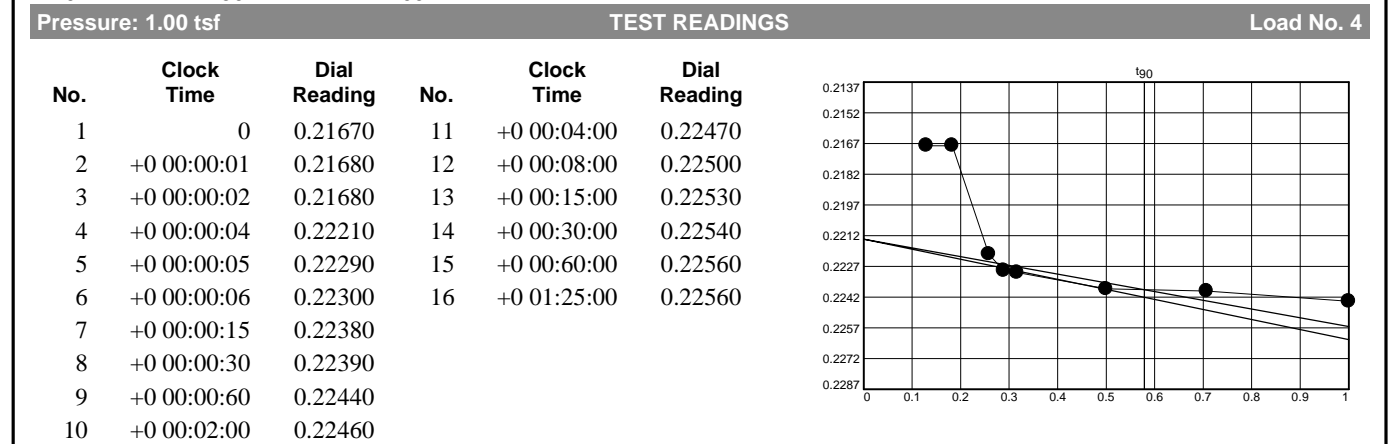 Pressure: 1.00 tsf TEST READINGS Load No. 4
No. Clock Time Dial Reading No. Clock Time Dial Reading
1 0 0.21670 11 +0 00:04:00 0.22470
2 +0 00:00:01 0.21680 12 +0 00:08:00 0.22500
3 +0 00:00:02 0.21680 13 +0 00:15:00 0.22530
4 +0 00:00:04 0.22210 14 +0 00:30:00 0.22540
5 +0 00:00:05 0.22290 15 +0 00:60:00 0.22560
6 +0 00:00:06 0.22300 16 +0 01:25:00 0.22560
7 +0 00:00:15 0.22380
8 +0 00:00:30 0.22390
9 +0 00:00:60 0.22440
10 +0 00:02:00 0.22460
t90
0.2137
0.2152
0.2167
0.2182
0.2197
0.2212
0.2227
0.2242
0.2257
0.2272
0.2287
0 0.1 0.2 0.3 0.4 0.5 0.6 0.7 0.8 0.9 1